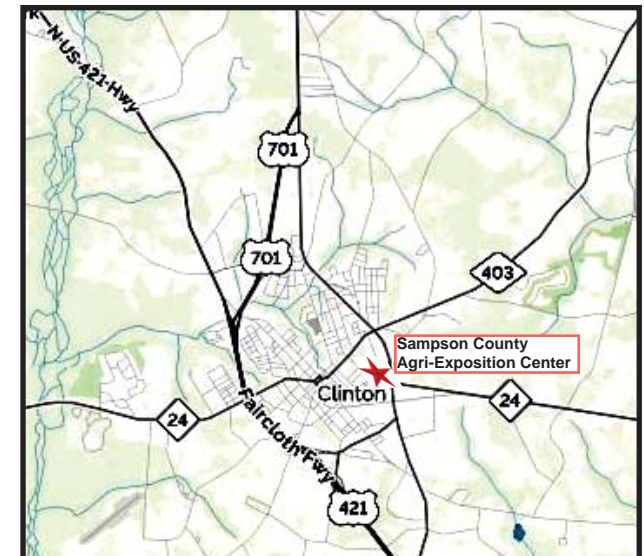 N US 421 Hwy
701
701
403
Sampson County
Agri-Exposition Center
Clinton
24
24
Faircloth Fwy
421